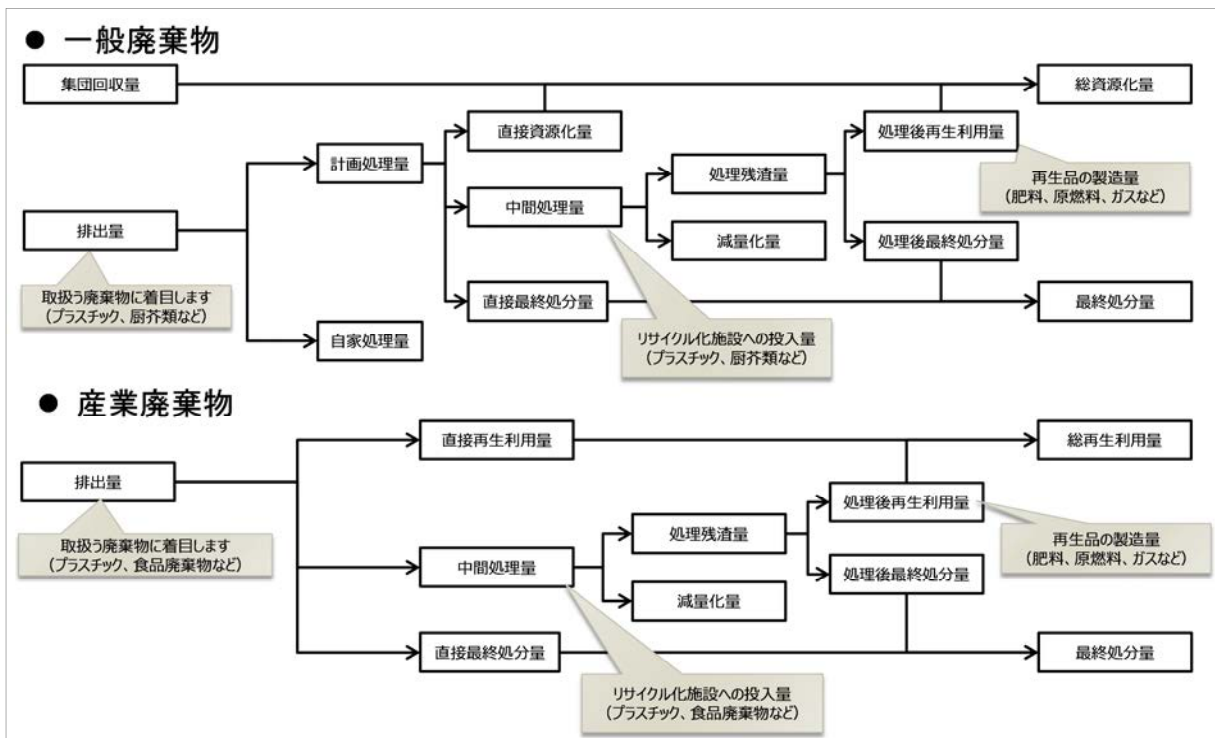 ● 一般廃棄物
集団回収量
総資源化量
直接資源化量
処理後再生利用量
計画処理量
処理残渣量
再生品の製造量
(肥料、原燃料、ガスなど)
中間処理量
排出量
減量化量
処理後最終処分量
取扱う廃棄物に着目します
(プラスチック、厨芥類など)
直接最終処分量
最終処分量
自家処理量
リサイクル化施設への投入量
(プラスチック、厨芥類など)
● 産業廃棄物
直接再生利用量
総再生利用量
排出量
処理後再生利用量
取扱う廃棄物に着目します
(プラスチック、食品廃棄物など)
処理残渣量
再生品の製造量
(肥料、原燃料、ガスなど)
中間処理量
処理後最終処分量
減量化量
直接最終処分量
最終処分量
リサイクル化施設への投入量
(プラスチック、食品廃棄物など)